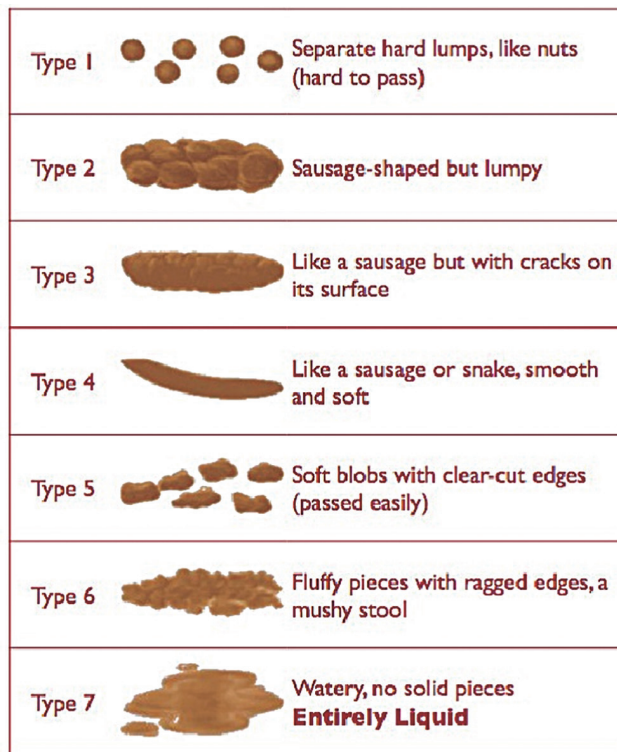 Type 1
Separate hard lumps, like nuts
(hard to pass)
Type 2
Sausage-shaped but lumpy
Type 3
Like a sausage but with cracks on
its surface
Type 4
Like a sausage or snake, smooth
and soft
Type 5
Soft blobs with clear-cut edges
(passed easily)
Type 6
Fluffy pieces with ragged edges, a
mushy stool
Type 7
Watery, no solid pieces
Entirely Liquid